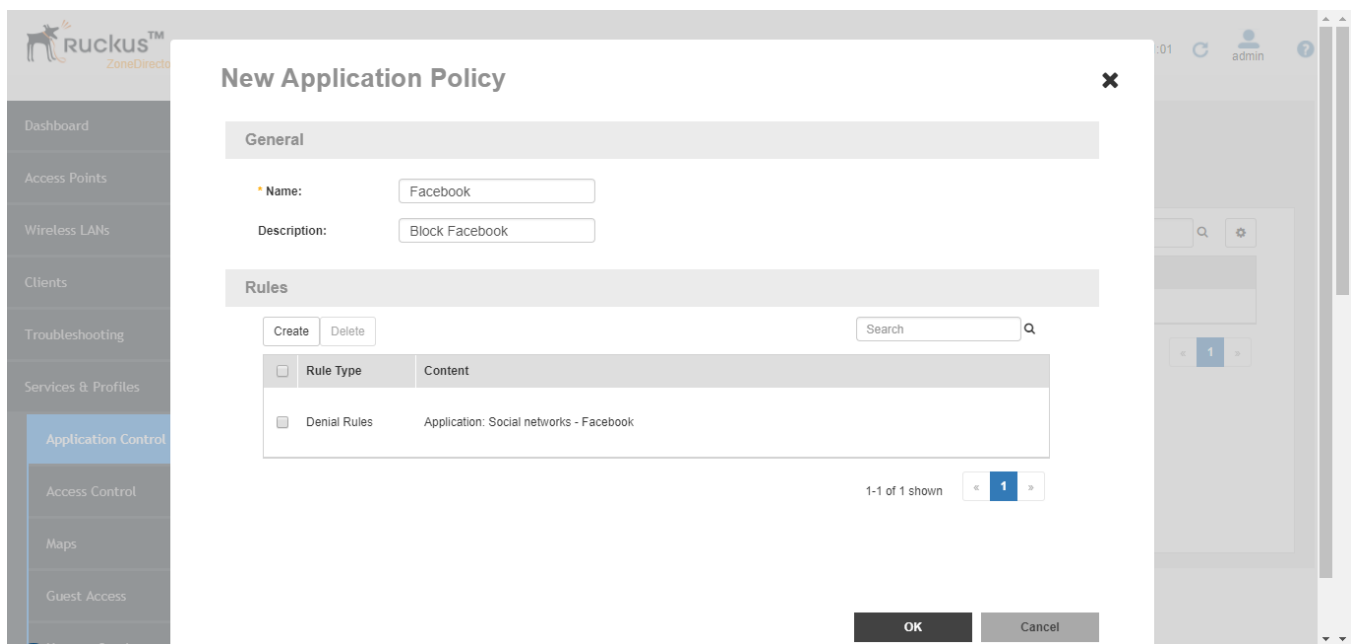 Ruckus™
ZoneDirecto
:01
admin
New Application Policy
General
* Name:
Facebook
Description:
Block Facebook
Rules
Create
Delete
Search
Rule Type
Content
Denial Rules
Application: Social networks - Facebook
1-1 of 1 shown
«
1
»
OK
Cancel
Dashboard
Access Points
Wireless LANs
Clients
Troubleshooting
Services & Profiles
Application Control
Access Control
Maps
Guest Access
«
1
»